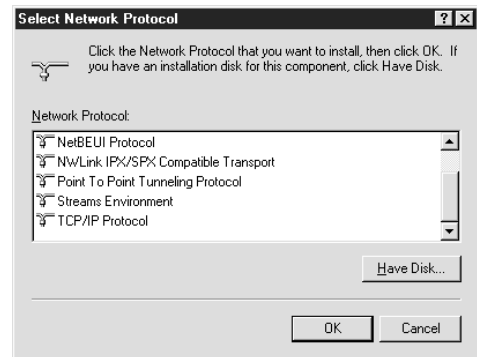 Select Network Protocol
Click the Network Protocol that you want to install, then click OK. If
you have an installation disk for this component, click Have Disk.
Network Protocol:
NetBEUI Protocol
NWLink IPX/SPX Compatible Transport
Point To Point Tunneling Protocol
Streams Environment
TCP/IP Protocol
Have Disk...
OK Cancel